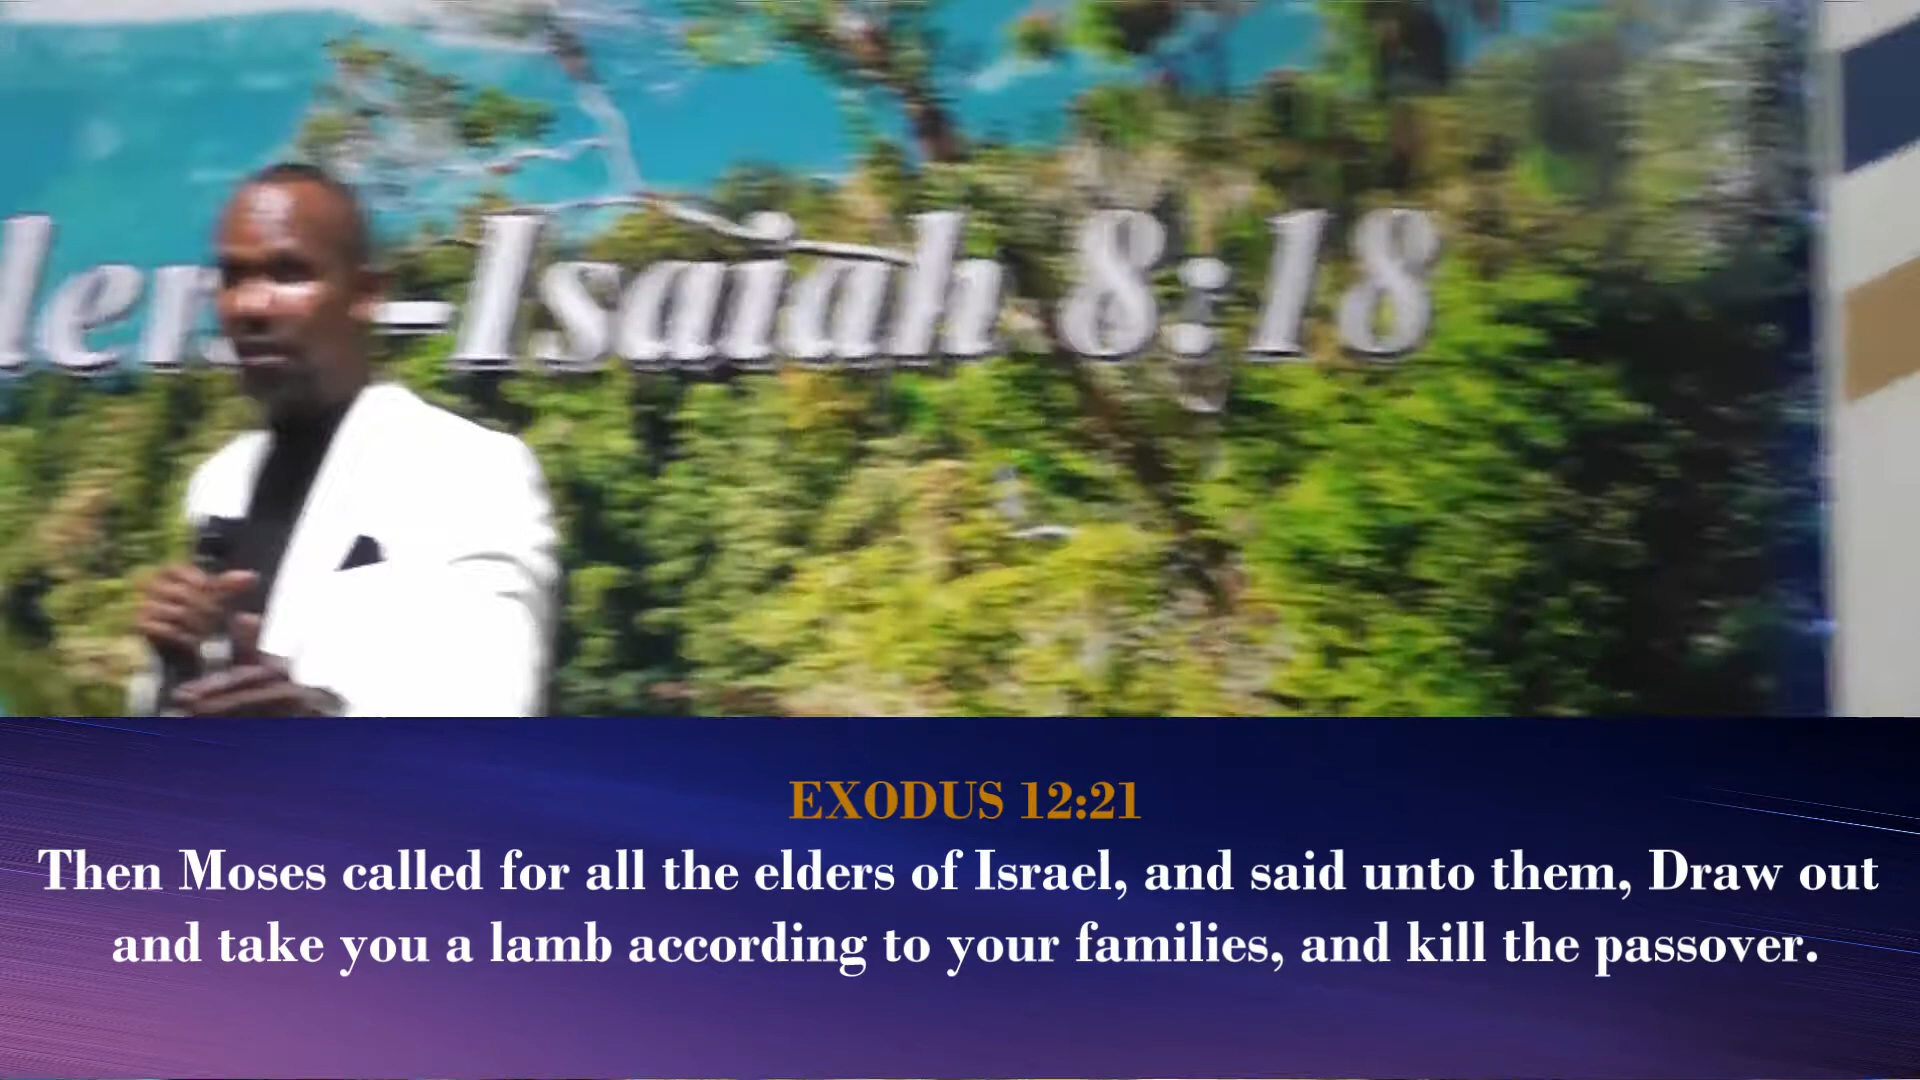 ders -Isaiah 8:18
EXODUS 12:21
Then Moses called for all the elders of Israel, and said unto them, Draw out
and take you a lamb according to your families, and kill the passover.